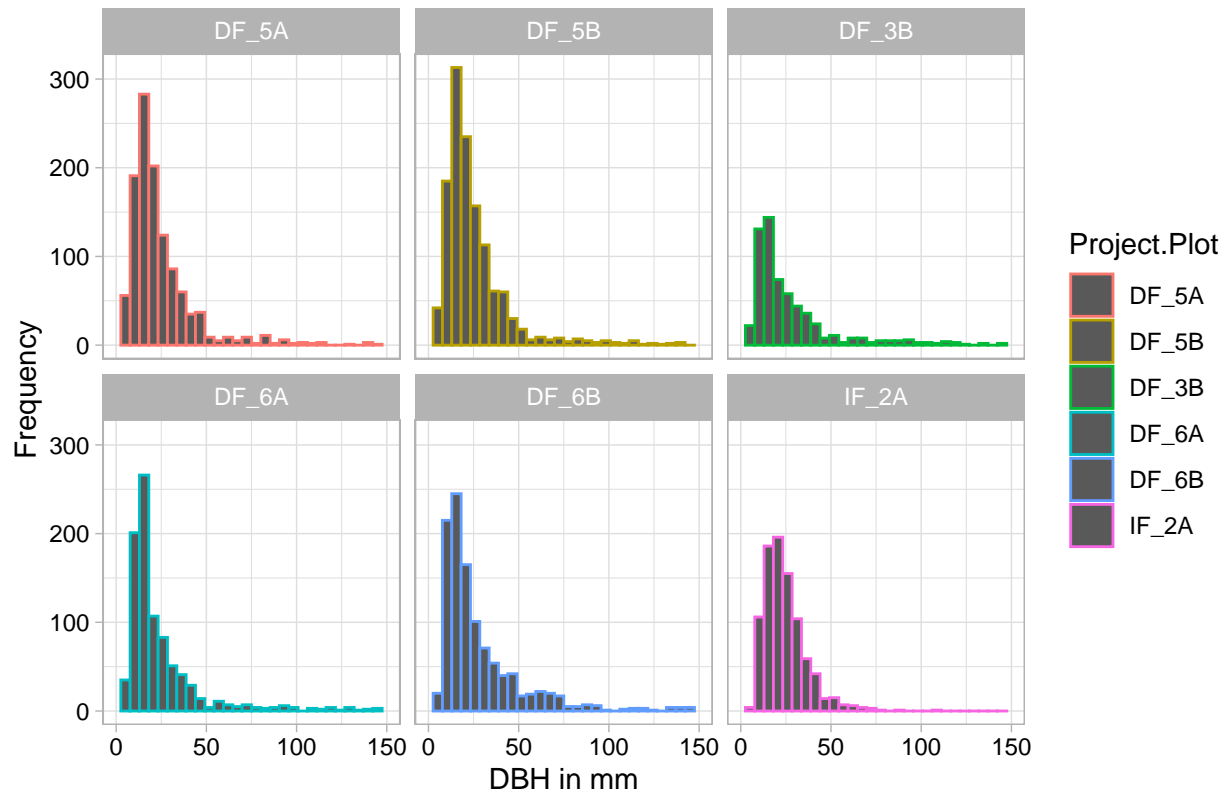 DF_5A DF_5B DF_3B
300
200
100
0
DF_6A DF_6B IF_2A
300
200
100
0
0 50 100 150 0 50 100 150 0 50 100 150
DBH in mm
Frequency
Project.Plot
DF_5A
DF_5B
DF_3B
DF_6A
DF_6B
IF_2A